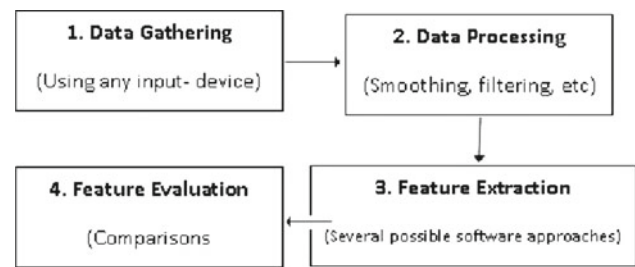 1. Data Gathering
(Using any input- device)
2. Data Processing
(Smoothing, filtering, etc)
3. Feature Extraction
(Several possible software approaches)
4. Feature Evaluation
(Comparisons